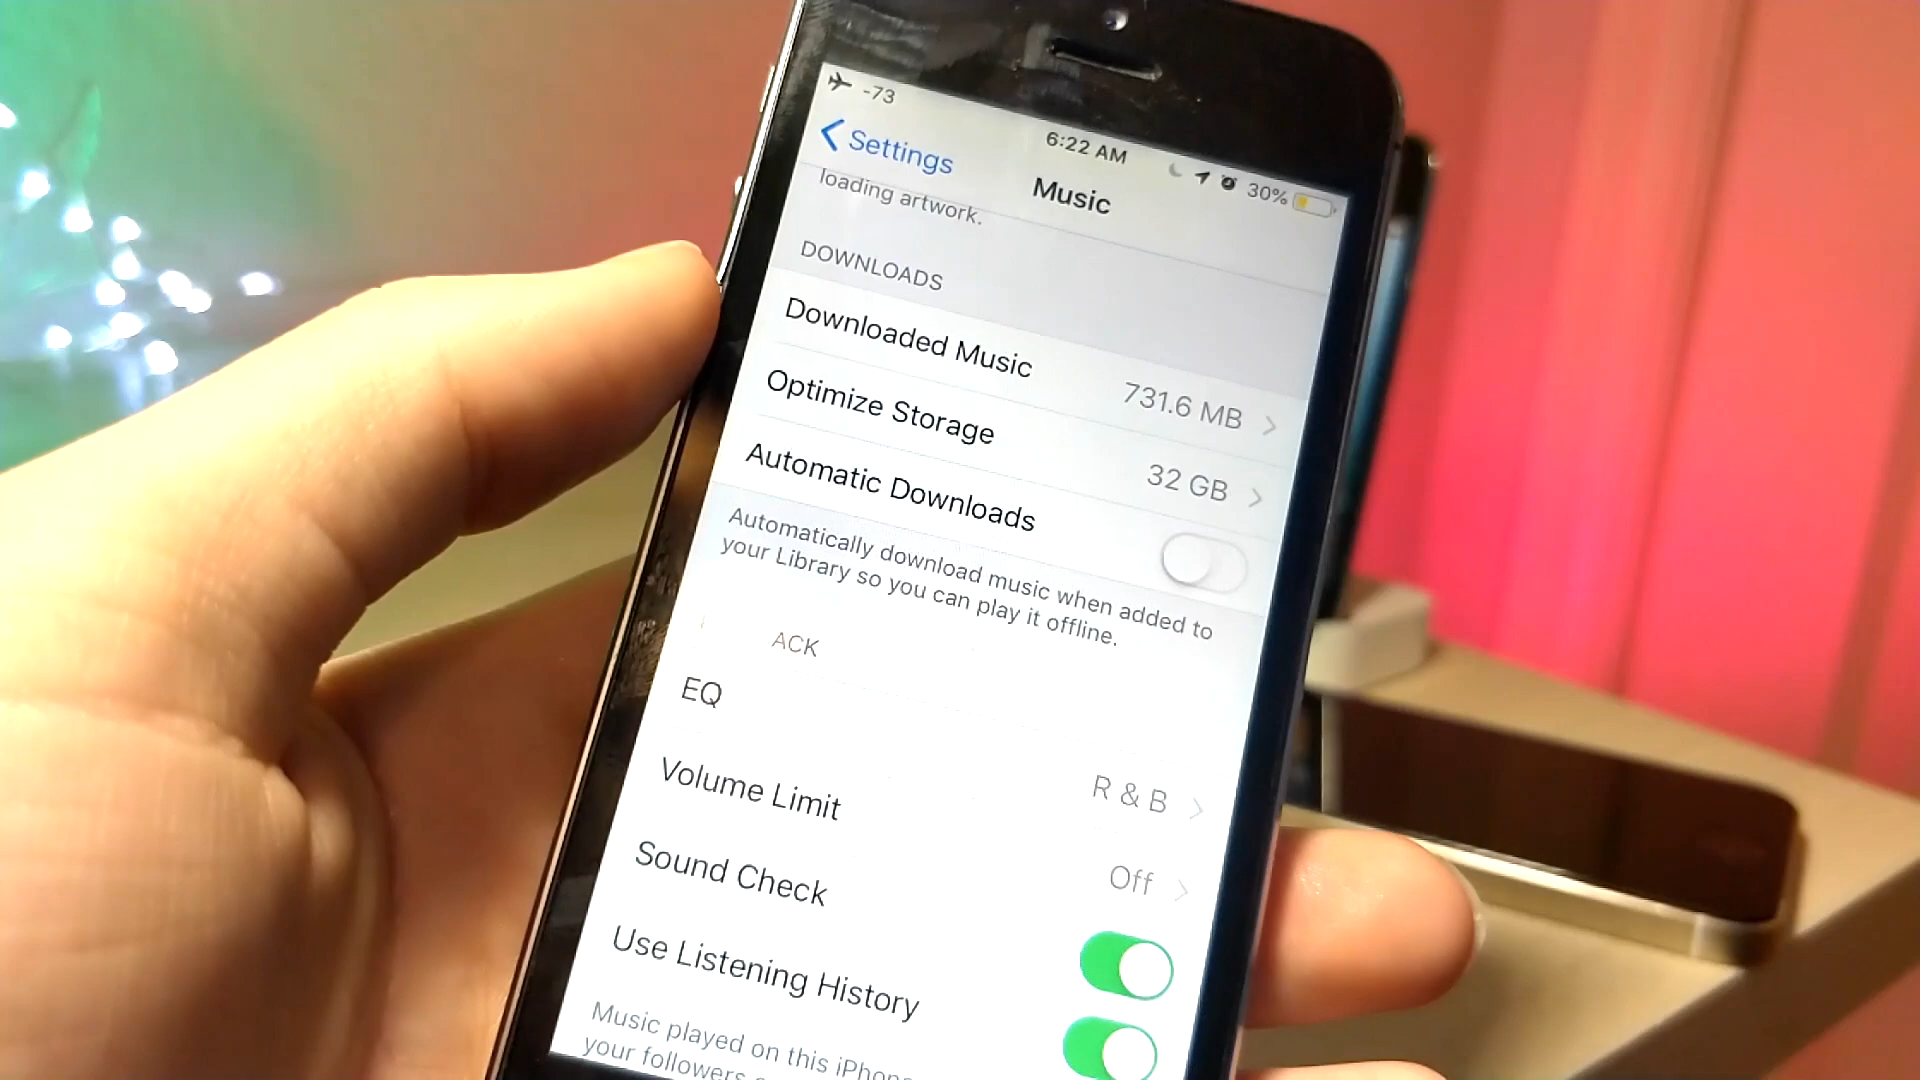 -73
6:22 AM
30%
Settings
Music
loading artwork.
DOWNLOADS
Downloaded Music 731.6 MB
Optimize Storage 32 GB
Automatic Downloads
Automatically download music when added to
your Library so you can play it offline.
ACK
EQ R & B
Volume Limit Off
Sound Check
Use Listening History
Music played on this iPhone
your followers